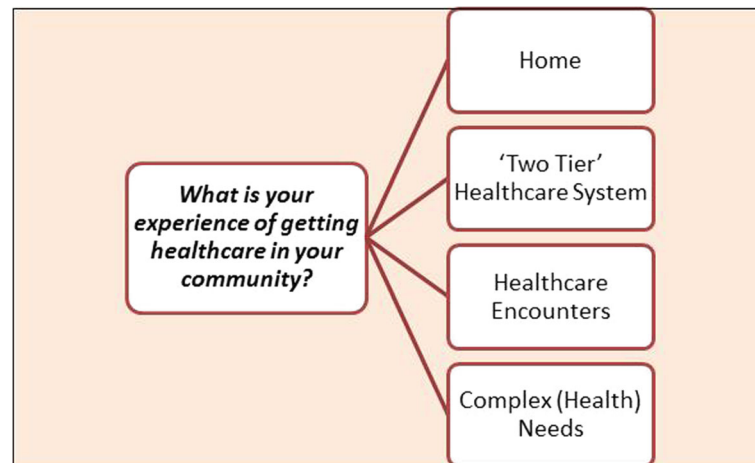 What is your
experience of getting
healthcare in your
community?
Home
‘Two Tier’
Healthcare System
Healthcare
Encounters
Complex (Health)
Needs